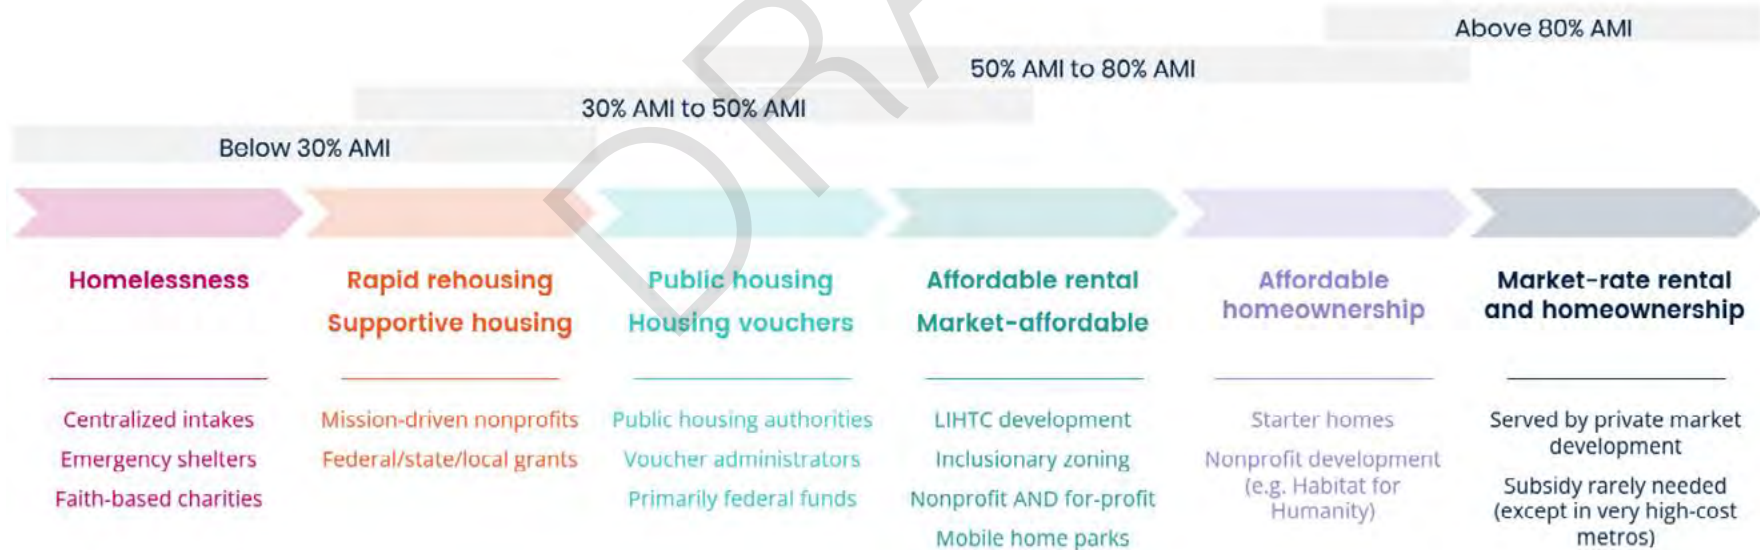 Above 80% AMI
50% AMI to 80% AMI
30% AMI to 50% AMI
Below 30% AMI
DRA
Homelessness
Centralized intakes
Emergency shelters
Faith-based charities
Rapid rehousing
Supportive housing
Mission-driven nonprofits
Federal/state/local grants
Public housing
Housing vouchers
Public housing authorities
Voucher administrators
Primarily federal funds
Affordable rental
Market-affordable
LIHTC development
Inclusionary zoning
Nonprofit AND for-profit
Mobile home parks
Affordable
homeownership
Starter homes
Nonprofit development
(e.g. Habitat for
Humanity)
Market-rate rental
and homeownership
Served by private market
development
Subsidy rarely needed
(except in very high-cost
metros)